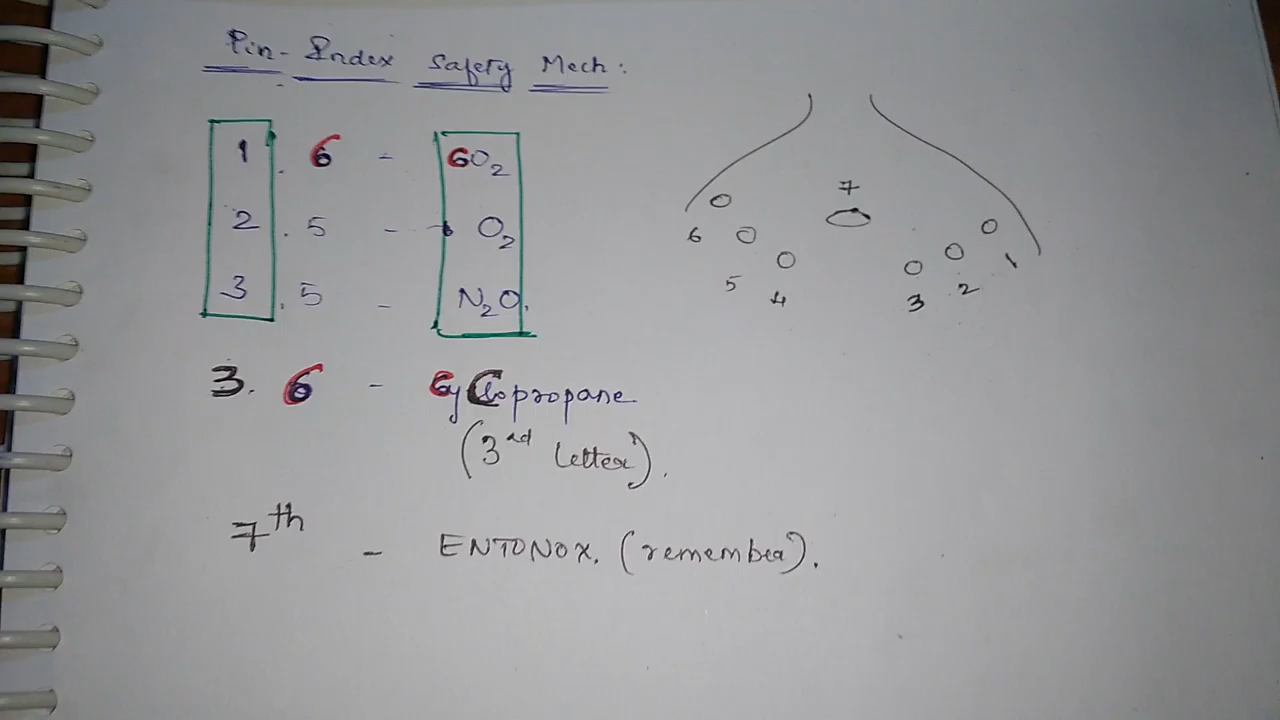 Pin-Index Safety Mech:
1. 6 - CO2
2. 5 - O2
3. 5 - N2O.
3. 6 - Cyclopropane
(3rd letter).
7th - ENTONOX. (remember).
7
6
5
4
3
2
1